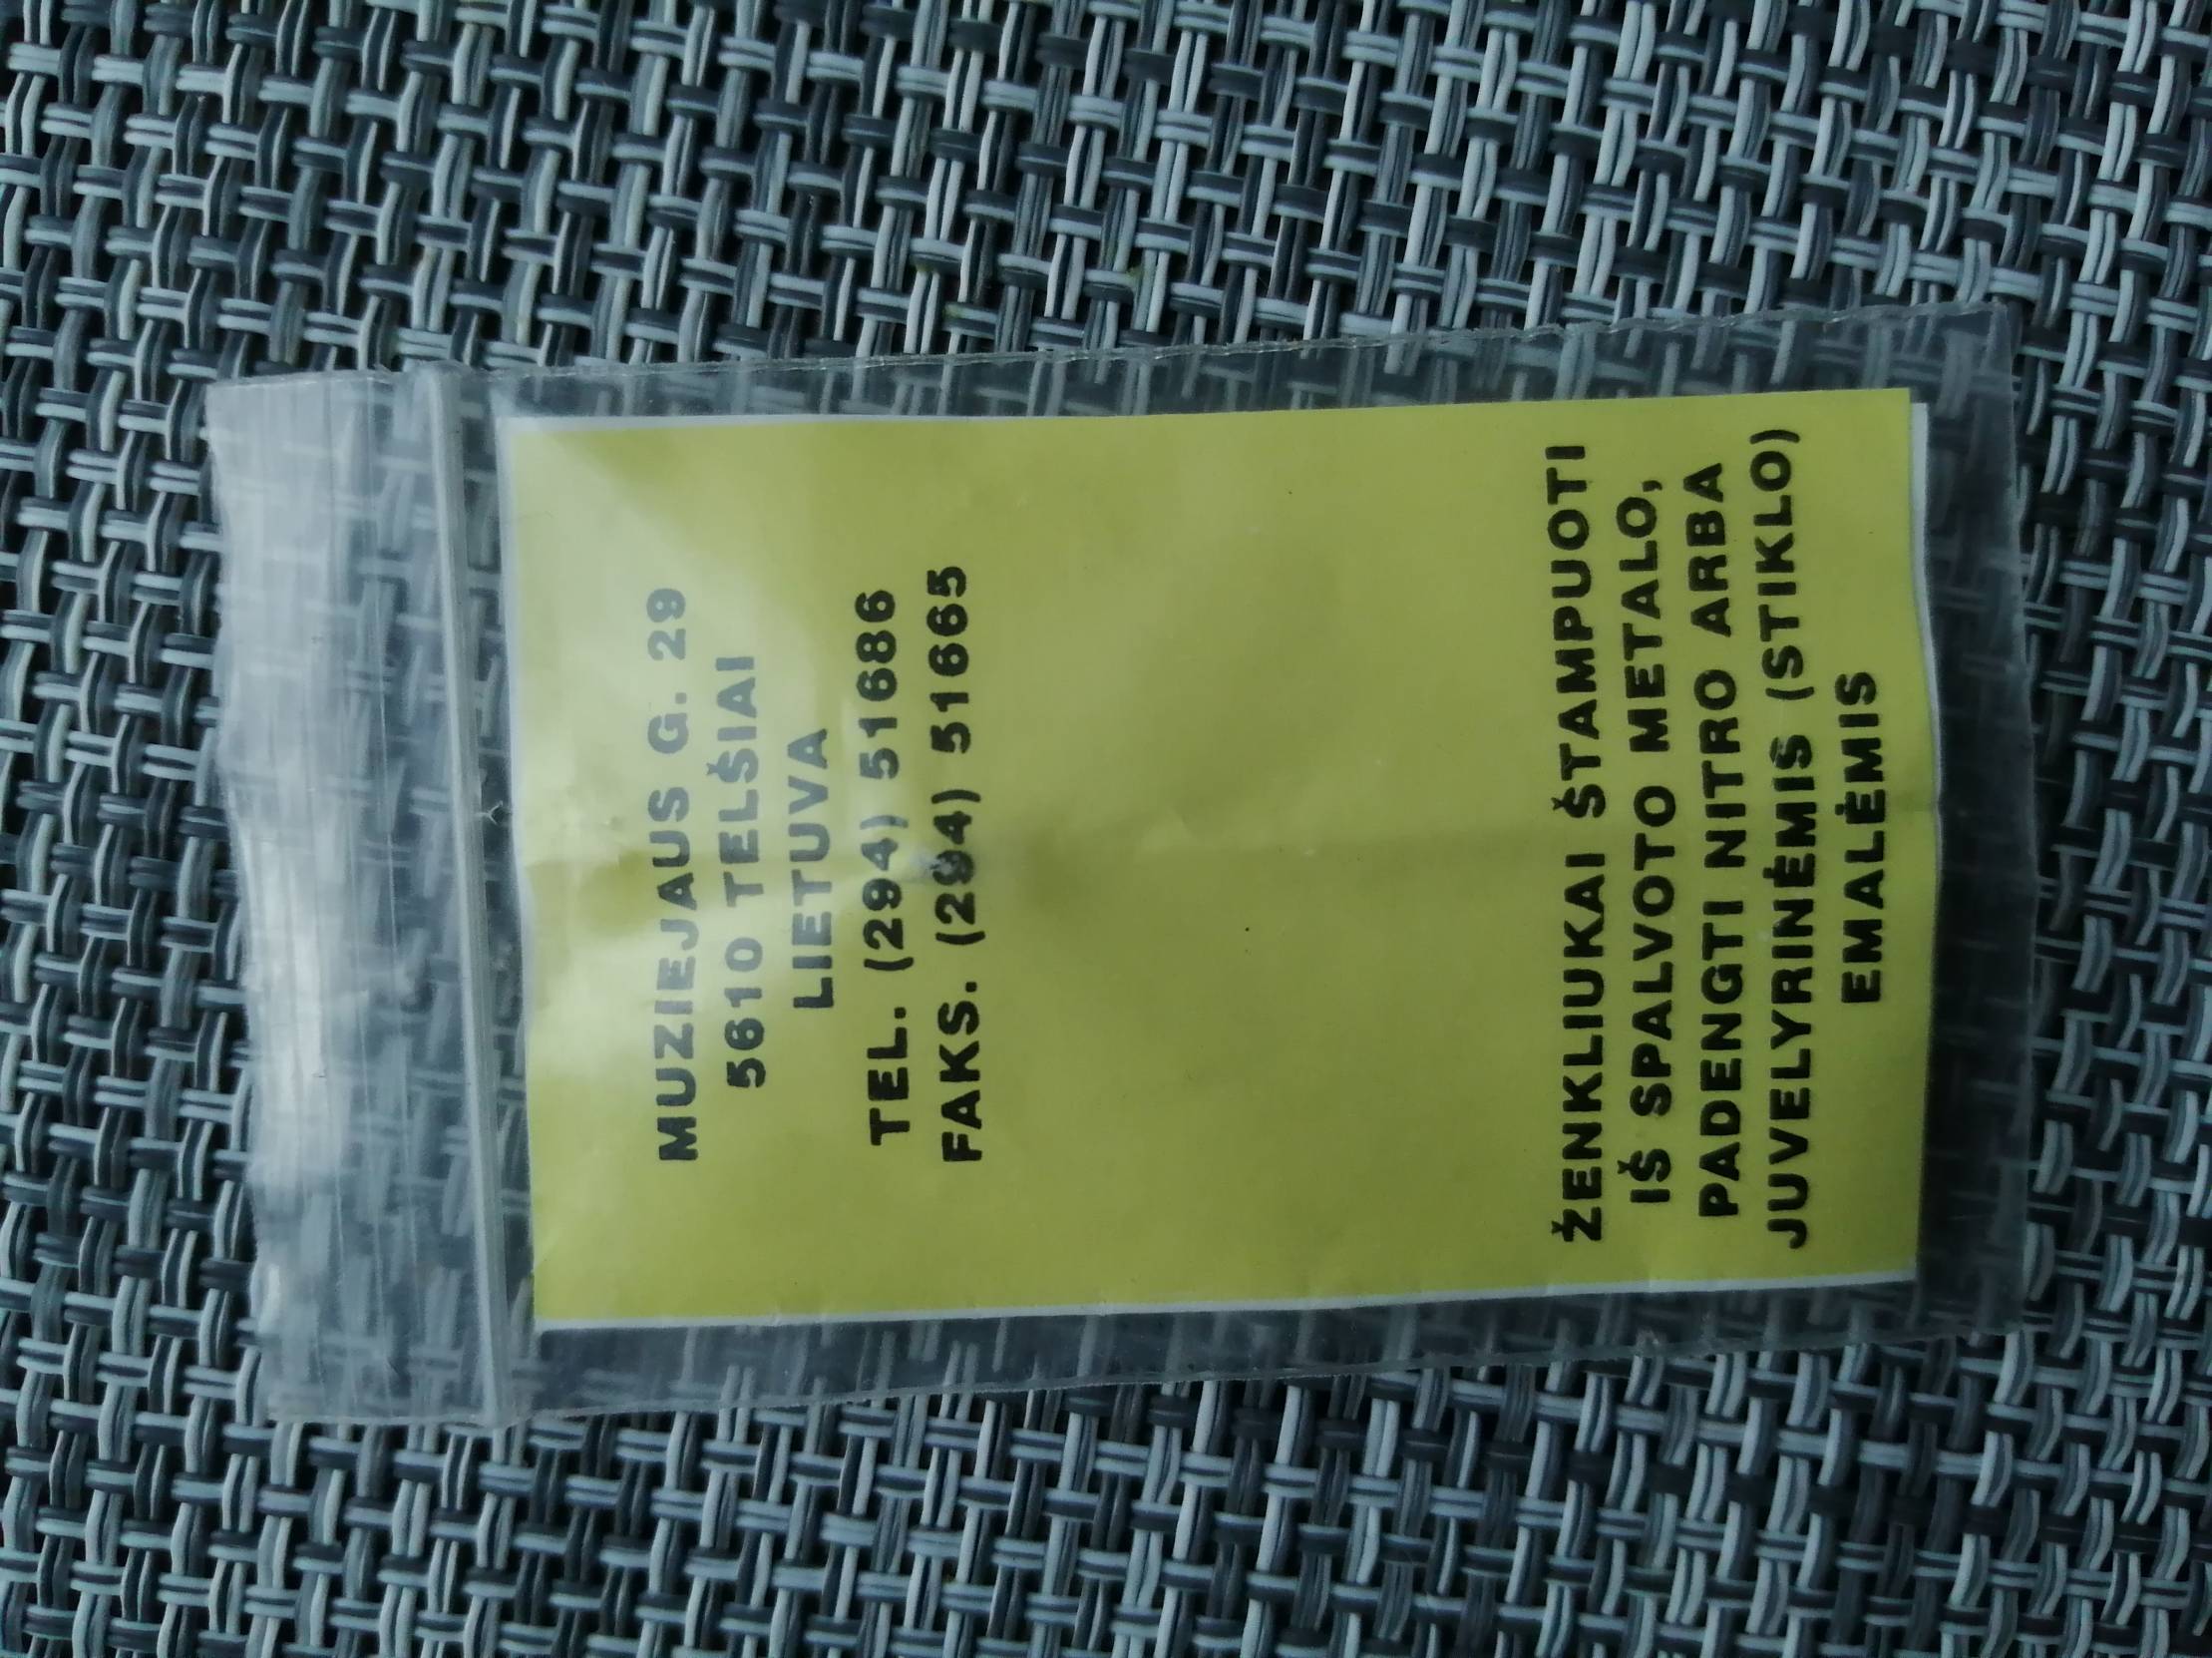 MUZIEJAUS G. 29
5610 TELŠIAI
LIETUVA
TEL. (294) 51686
FAKS. (294) 51665
ŽENKLIUKAI ŠTAMPUOTI
IŠ SPALVOTO METALO,
PADENGTI NITRO ARBA
JUVELYRINĖMIS (STIKLO)
EMALĖMIS